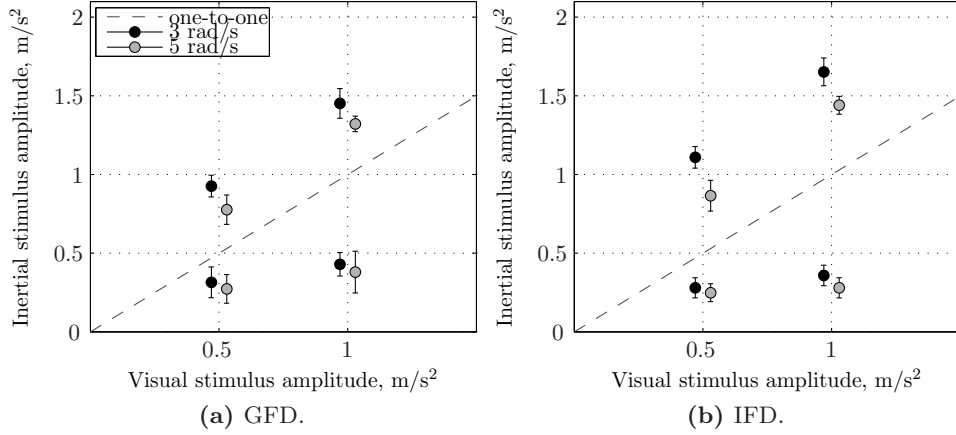 one-to-one
3 rad/s
5 rad/s
Inertial stimulus amplitude, m/s²
2
1.5
1
0.5
0
0.5
1
Visual stimulus amplitude, m/s²
(a) GFD.
Inertial stimulus amplitude, m/s²
2
1.5
1
0.5
0
0.5
1
Visual stimulus amplitude, m/s²
(b) IFD.